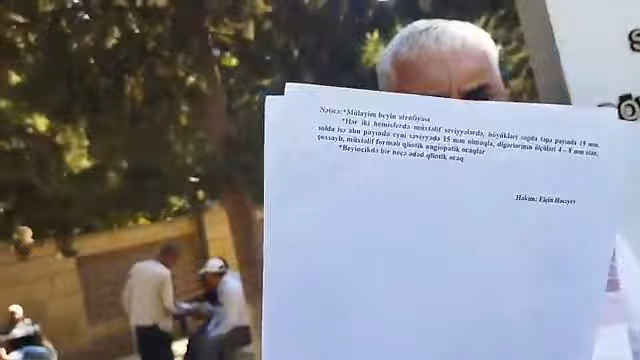 Nəticə:*Mülayim beyin atrofiyası
*Hər iki hemisferdə müxtəlif səviyyələrdə, böyükləri sağda təpə payında 19 mm,
solda isə alın payında eyni səviyyədə 15 mm olmaqla, digərlərinin ölçüləri 4 – 8 mm olan,
çoxsaylı, müxtəlif formalı qliotik angiopatik ocaqlar
*Beyincikdə bir neçə ədəd qliotik ocaq
Həkim: Elçin Hacıyev